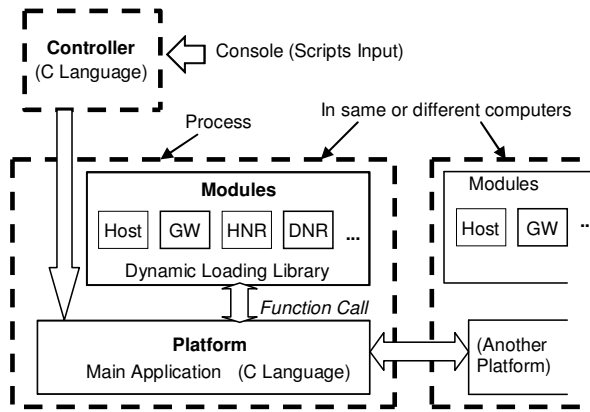 Controller
(C Language)
Console (Scripts Input)
In same or different computers
Process
Modules
Host GW HNR DNR ...
Dynamic Loading Library
Function Call
Platform
Main Application (C Language)
Modules
Host GW ..
(Another
Platform)